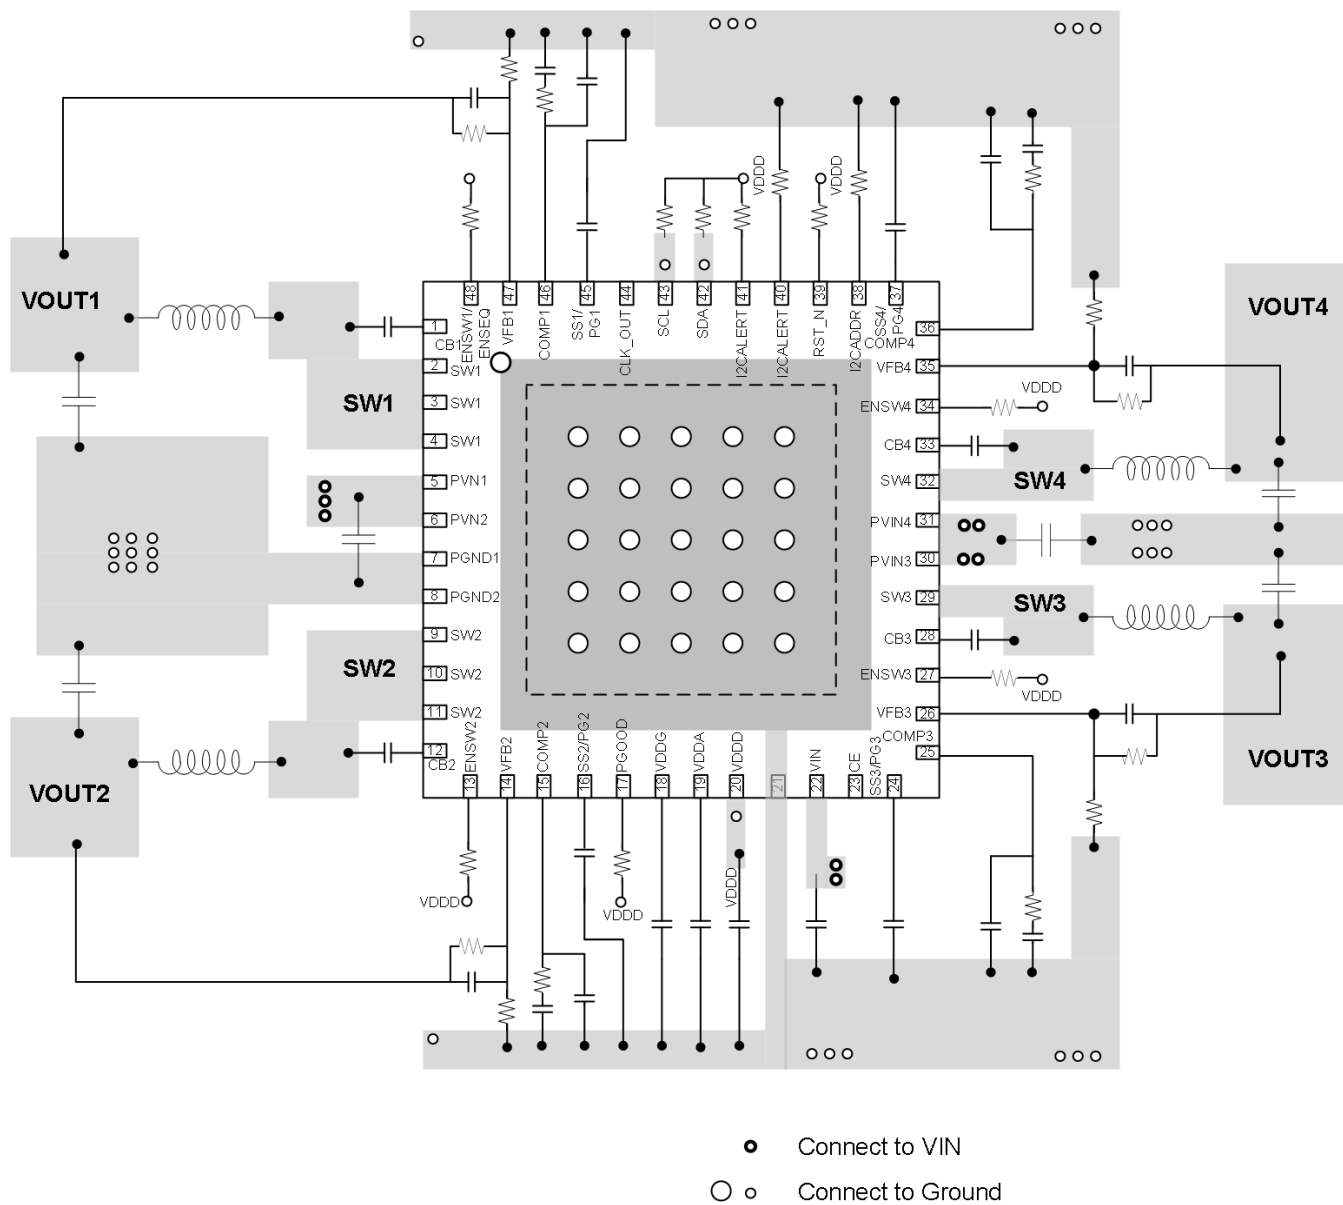 VDDD
VDDD
48
47
46
45
44
43
42
41
40
39
38
37
ENSW1/
ENSEQ
VFB1
COMP1
SS1/
PG1
CLK_OUT
SCL
SDA
I2CALERT
I2CALERT
RST_N
I2CADDR
SS4/
PG4
VOUT1
VOUT4
1
CB1
2
SW1
SW1
3
SW1
4
SW1
5
PVN1
6
PVN2
7
PGND1
8
PGND2
9
SW2
SW2
10
SW2
11
SW2
12
CB2
VOUT2
COMP4
36
VFB4
35
ENSW4
34
VDDD
CB4
33
SW4
32
SW4
PVIN4
31
PVIN3
30
SW3
29
SW3
CB3
28
ENSW3
27
VDDD
VFB3
26
COMP3
25
VOUT3
ENSW2
VFB2
COMP2
SS2/PG2
PGOOD
VDDG
VDDA
VDDD
VIN
CE
SS3/PG3
13
14
15
16
17
18
19
20
21
22
23
24
VDDD
VDDD
VDDD
Connect to VIN
Connect to Ground